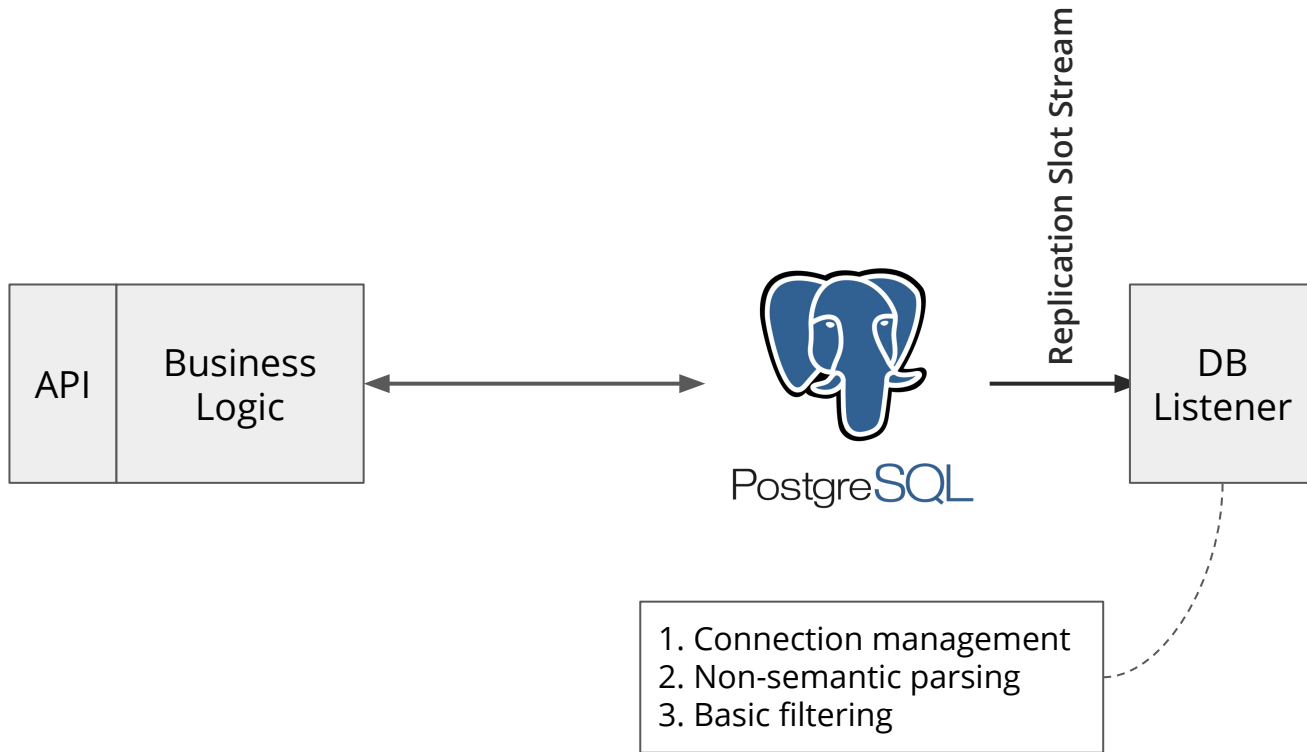 Replication Slot Stream
API
Business
Logic
PostgreSQL
DB
Listener
1. Connection management
2. Non-semantic parsing
3. Basic filtering